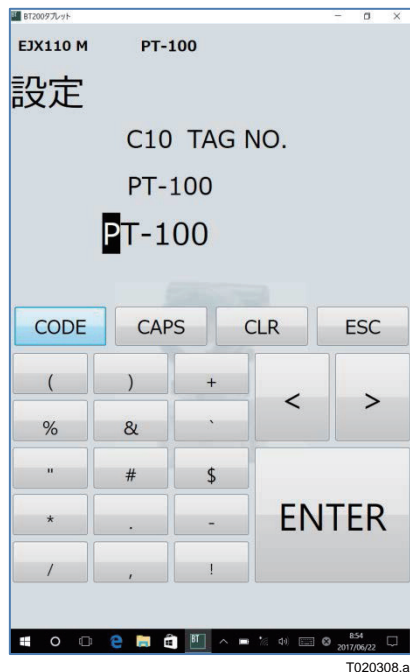 BT200タブレット
EJX110 M PT-100
設定
C10 TAG NO.
PT-100
PT-100
CODE CAPS CLR ESC
( ) + < >
% & `
" # $
* . - ENTER
/ , !
BT
8:54
2017/06/22
T020308.a